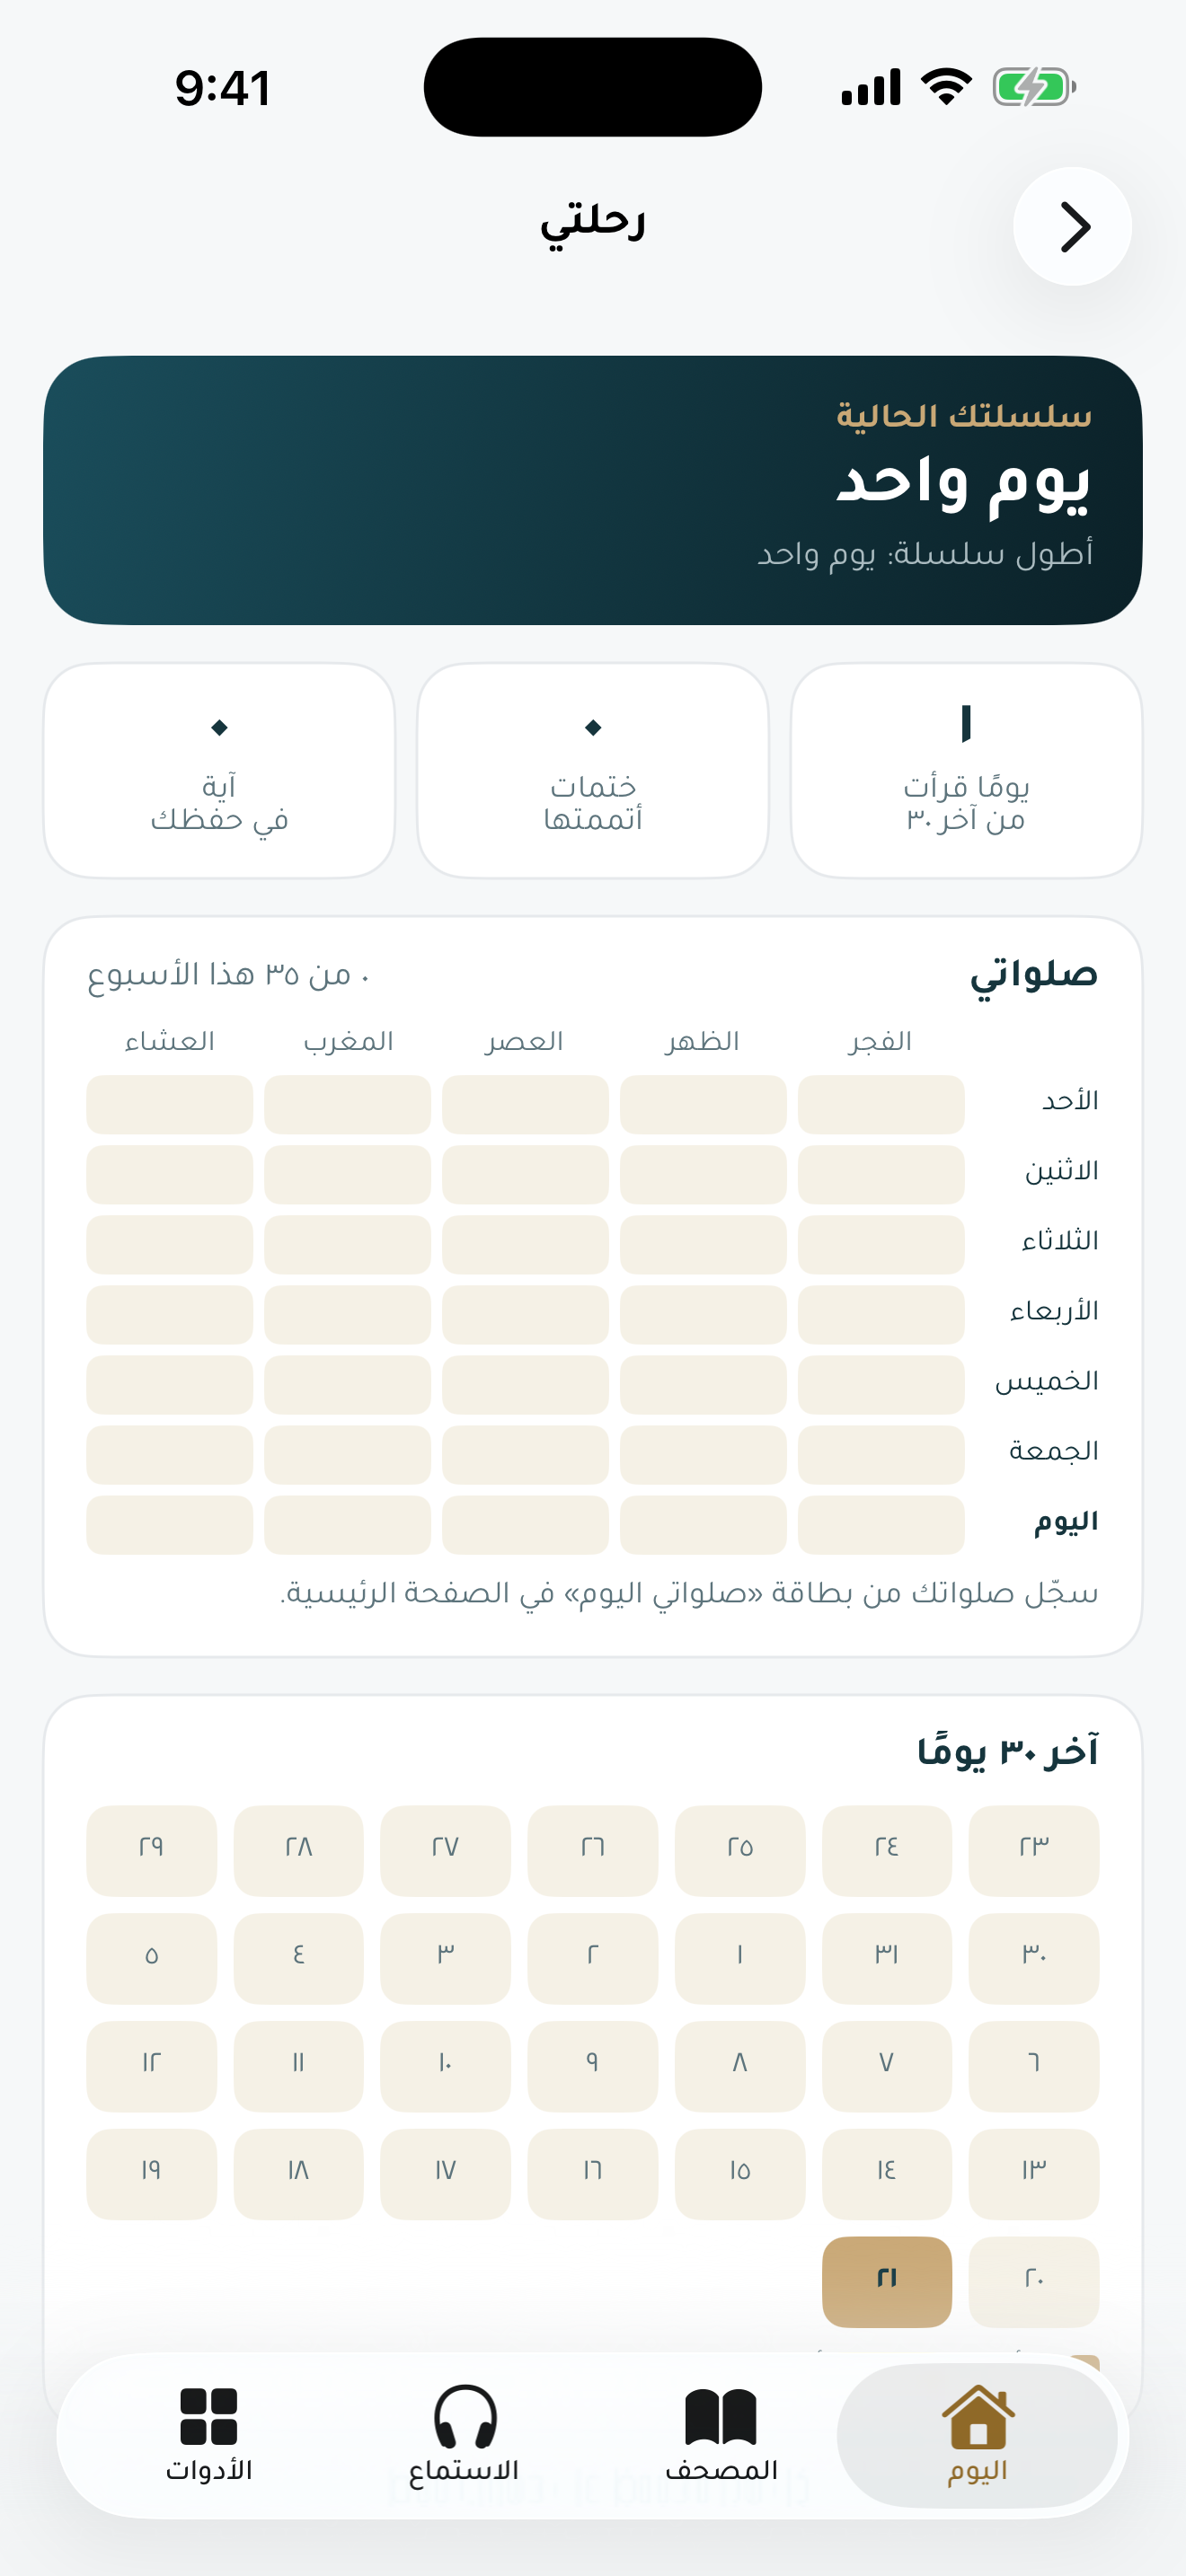 9:41
رحلتي
سلسلتك الحالية
يوم واحد
أطول سلسلة: يوم واحد
١
يومًا قرأت
من آخر ٣٠
٠
ختمات
أتممتها
٠
آية
في حفظك
صلواتي
٠ من ٣٥ هذا الأسبوع
الفجر الظهر العصر المغرب العشاء
الأحد
الاثنين
الثلاثاء
الأربعاء
الخميس
الجمعة
اليوم
سجّل صلواتك من بطاقة «صلواتي اليوم» في الصفحة الرئيسية.
آخر ٣٠ يومًا
٢٣ ٢٤ ٢٥ ٢٦ ٢٧ ٢٨ ٢٩
٣٠ ٣١ ١ ٢ ٣ ٤ ٥
٦ ٧ ٨ ٩ ١٠ ١١ ١٢
١٣ ١٤ ١٥ ١٦ ١٧ ١٨ ١٩
٢٠ ٢١
اليوم المصحف الاستماع الأدوات